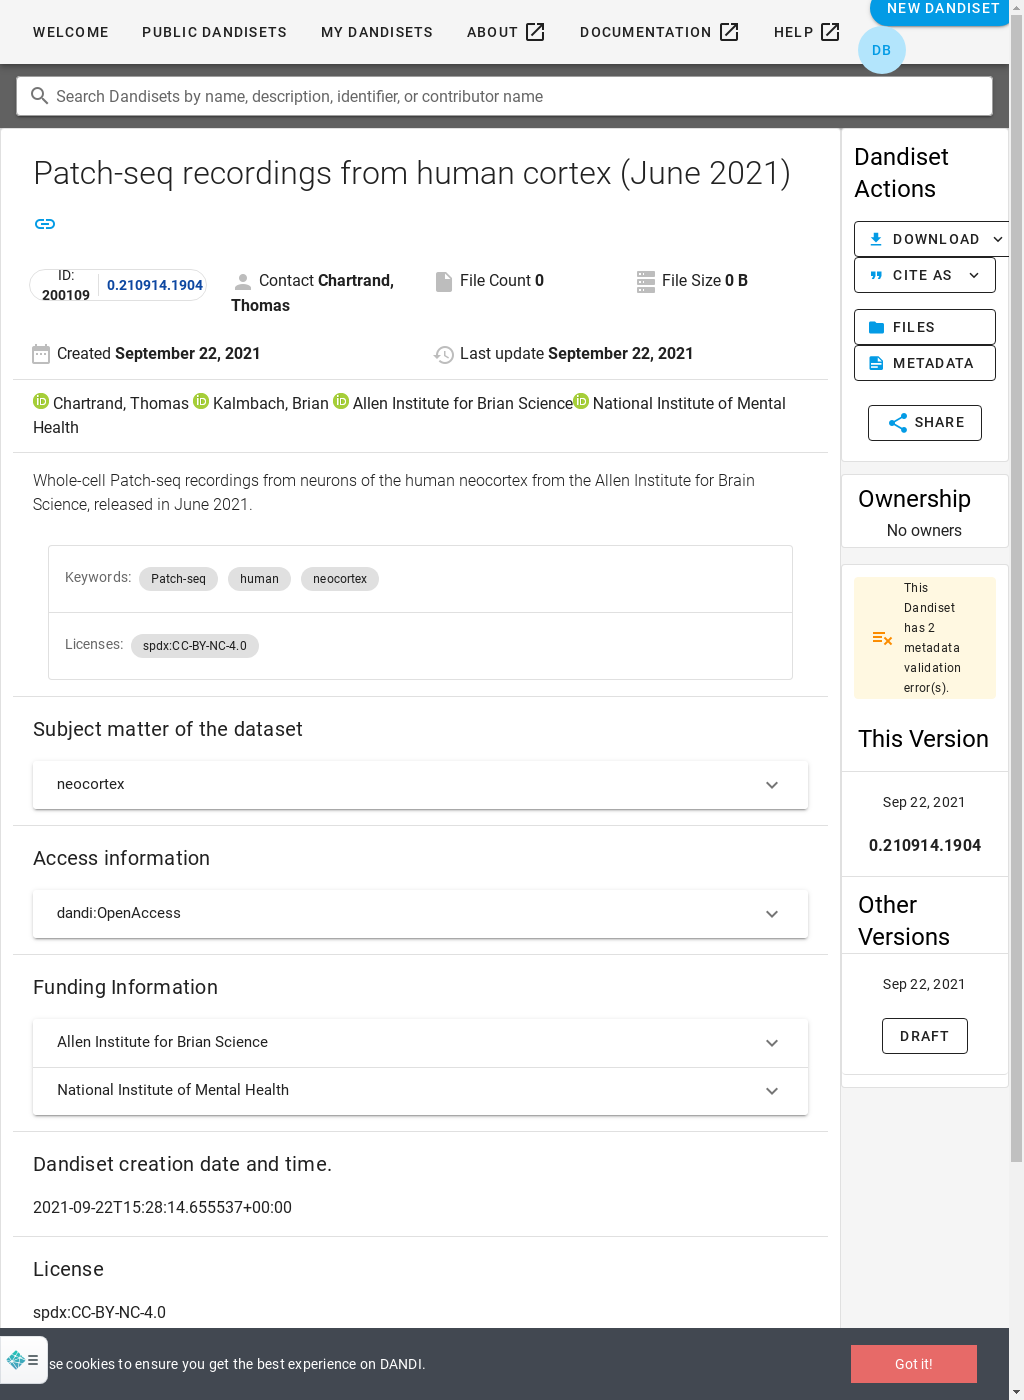 WELCOME PUBLIC DANDISETS MY DANDISETS ABOUT DOCUMENTATION HELP NEW DANDISET
DB
Search Dandisets by name, description, identifier, or contributor name
Patch-seq recordings from human cortex (June 2021)
ID: 200109 0.210914.1904
Contact Chartrand, Thomas
File Count 0
File Size 0 B
Created September 22, 2021
Last update September 22, 2021
Chartrand, Thomas Kalmbach, Brian Allen Institute for Brian Science National Institute of Mental
Health
Whole-cell Patch-seq recordings from neurons of the human neocortex from the Allen Institute for Brain
Science, released in June 2021.
Keywords: Patch-seq human neocortex
Licenses: spdx:CC-BY-NC-4.0
Subject matter of the dataset
neocortex
Access information
dandi:OpenAccess
Funding Information
Allen Institute for Brian Science
National Institute of Mental Health
Dandiset creation date and time.
2021-09-22T15:28:14.655537+00:00
License
spdx:CC-BY-NC-4.0
Dandiset
Actions
DOWNLOAD
CITE AS
FILES
METADATA
SHARE
Ownership
No owners
This
Dandiset
has 2
metadata
validation
error(s).
This Version
Sep 22, 2021
0.210914.1904
Other
Versions
Sep 22, 2021
DRAFT
se cookies to ensure you get the best experience on DANDI.
Got it!